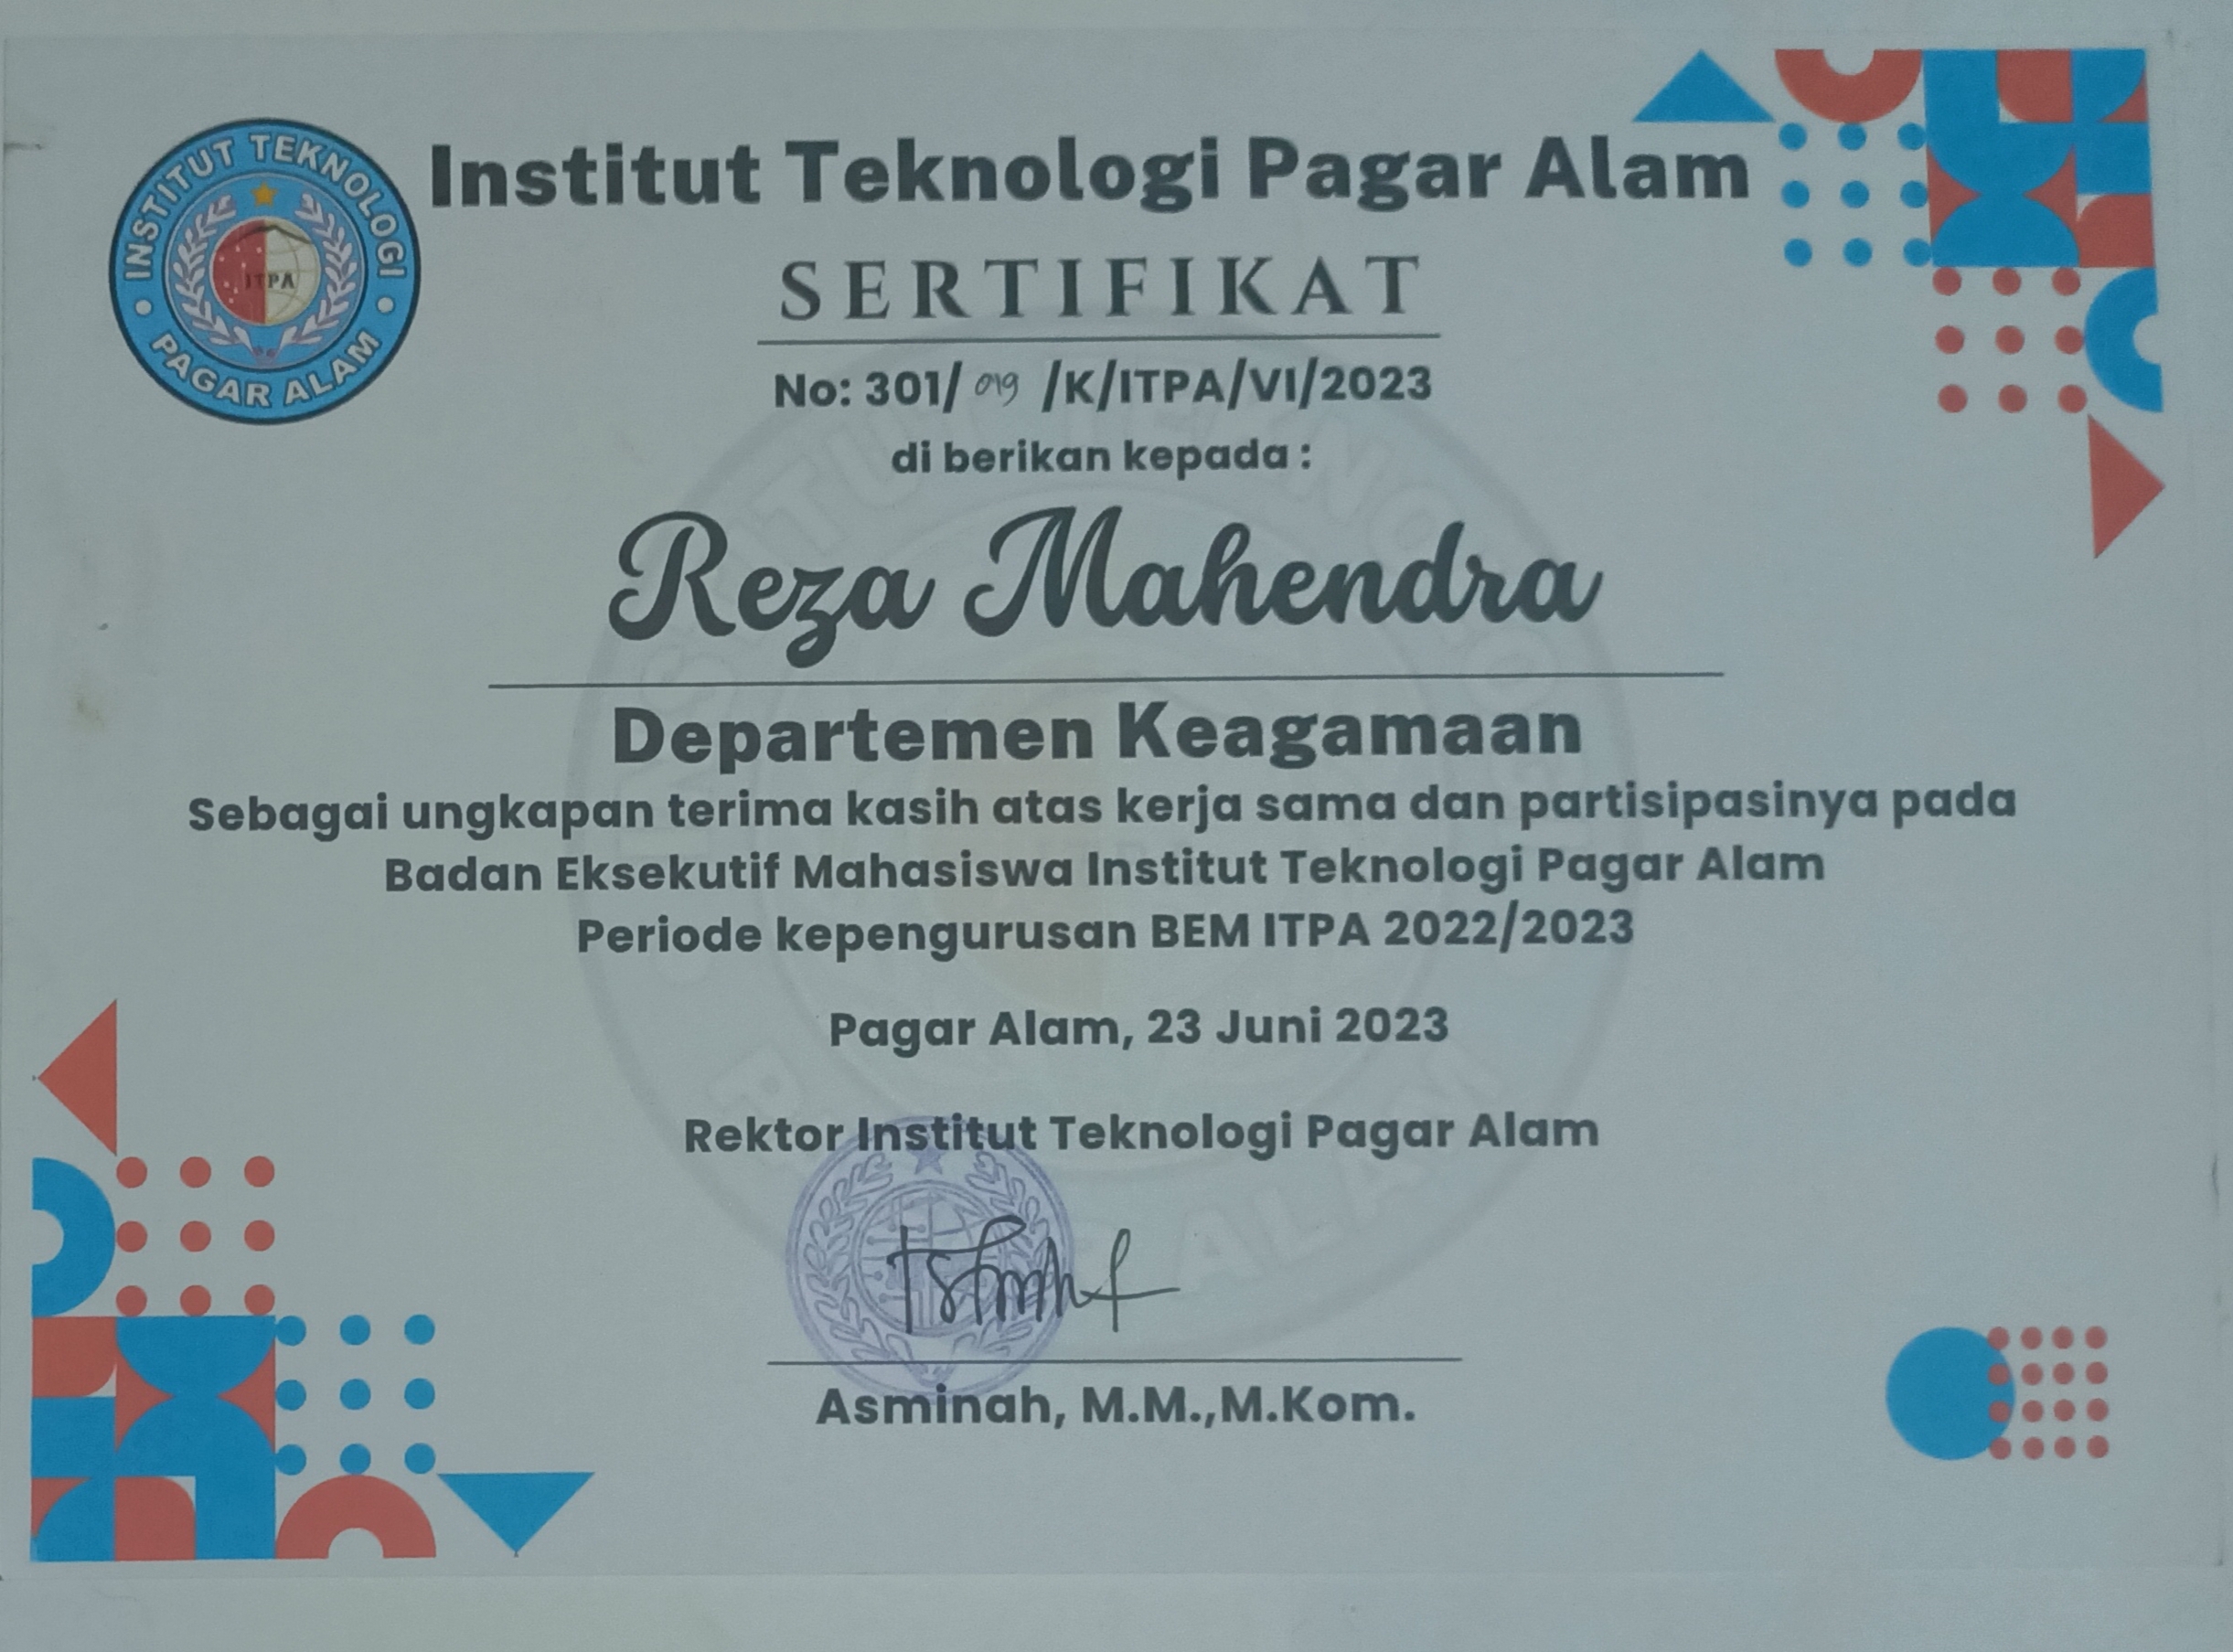 INSTITUT TEKNOLOGI
PAGAR ALAM
ITPA
Institut Teknologi Pagar Alam
SERTIFIKAT
No: 301/ 019 /K/ITPA/VI/2023
di berikan kepada :
Reza Mahendra
Departemen Keagamaan
Sebagai ungkapan terima kasih atas kerja sama dan partisipasinya pada
Badan Eksekutif Mahasiswa Institut Teknologi Pagar Alam
Periode kepengurusan BEM ITPA 2022/2023
Pagar Alam, 23 Juni 2023
Rektor Institut Teknologi Pagar Alam
Asminah, M.M.,M.Kom.